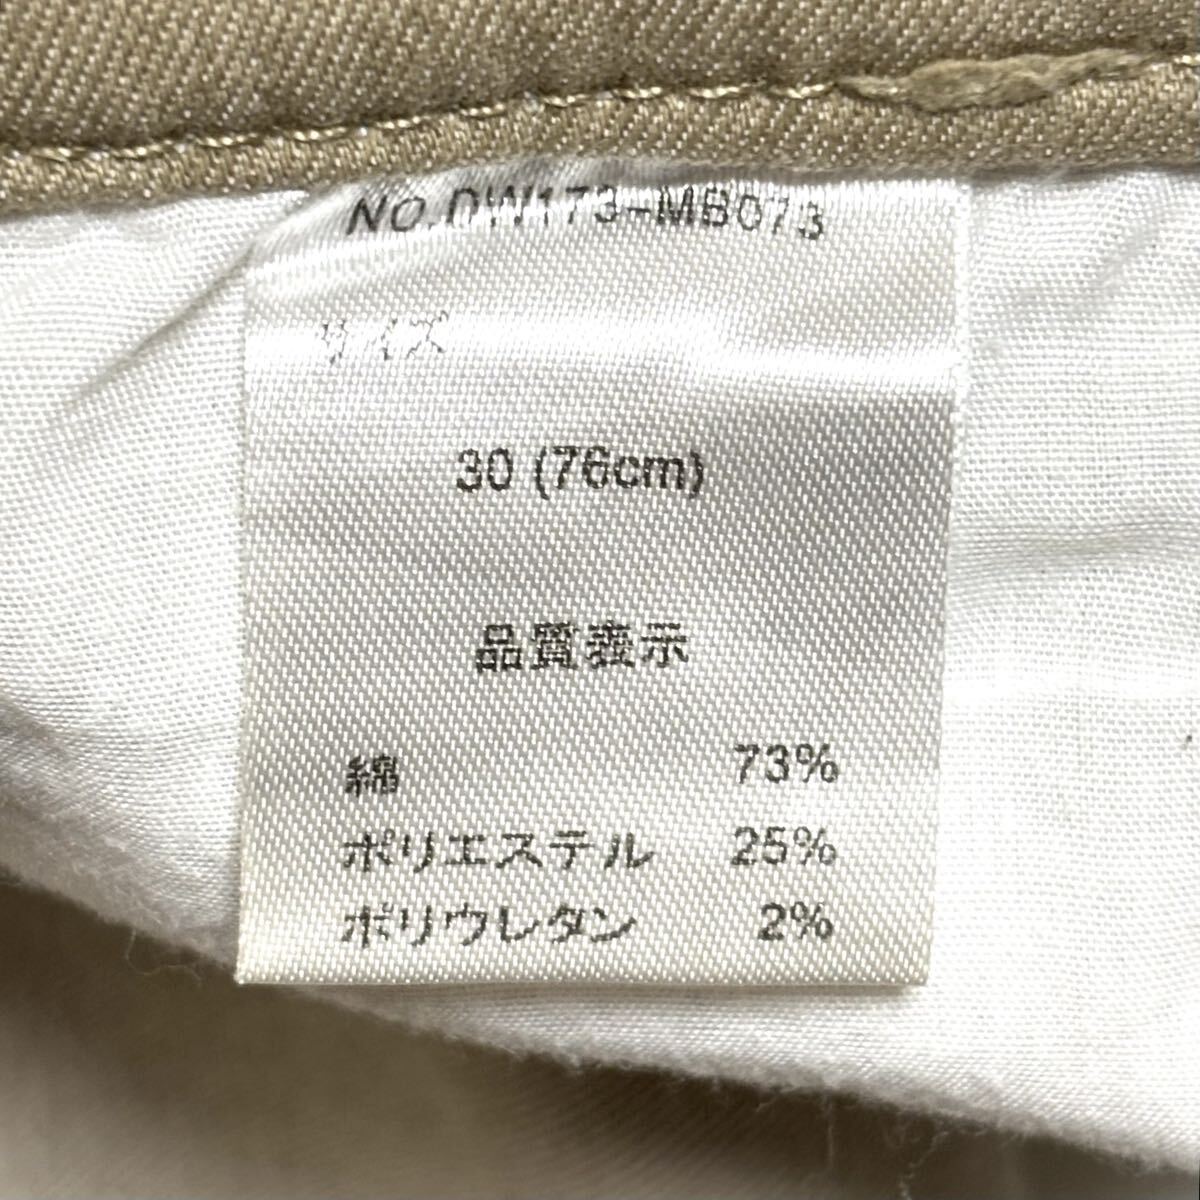 No.DW173-MB073
サイズ
30 (76cm)
品質表示
綿 73%
ポリエステル 25%
ポリウレタン 2%